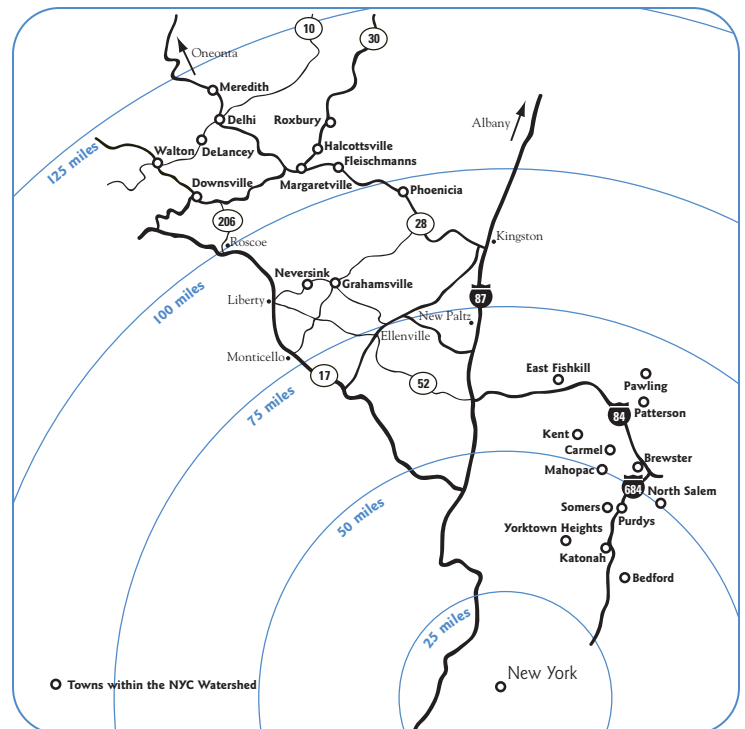 10
30
Oneonta
Meredith
Delhi
Roxbury
Albany
Halcottsville
Walton
DeLancey
Fleischmanns
125 miles
Downsville
Margaretville
Phoenicia
206
28
Roscoe
Kingston
Neversink
Grahamsville
100 miles
Liberty
87
New Paltz
Ellenville
Monticello
17
52
East Fishkill
Pawling
75 miles
84
Patterson
Kent
Carmel
Brewster
Mahopac
684
North Salem
50 miles
Somers
Purdys
Yorktown Heights
Katonah
Bedford
25 miles
New York
Towns within the NYC Watershed